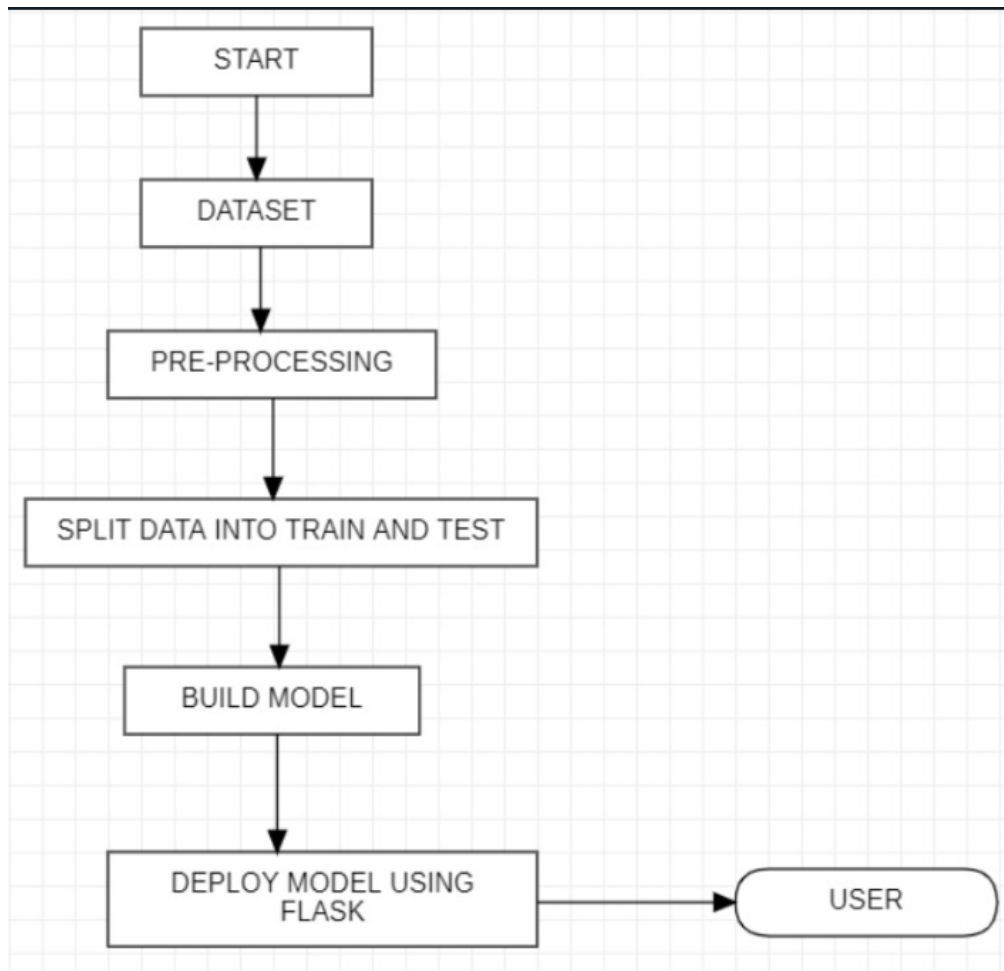 START
DATASET
PRE-PROCESSING
SPLIT DATA INTO TRAIN AND TEST
BUILD MODEL
DEPLOY MODEL USING
FLASK
USER